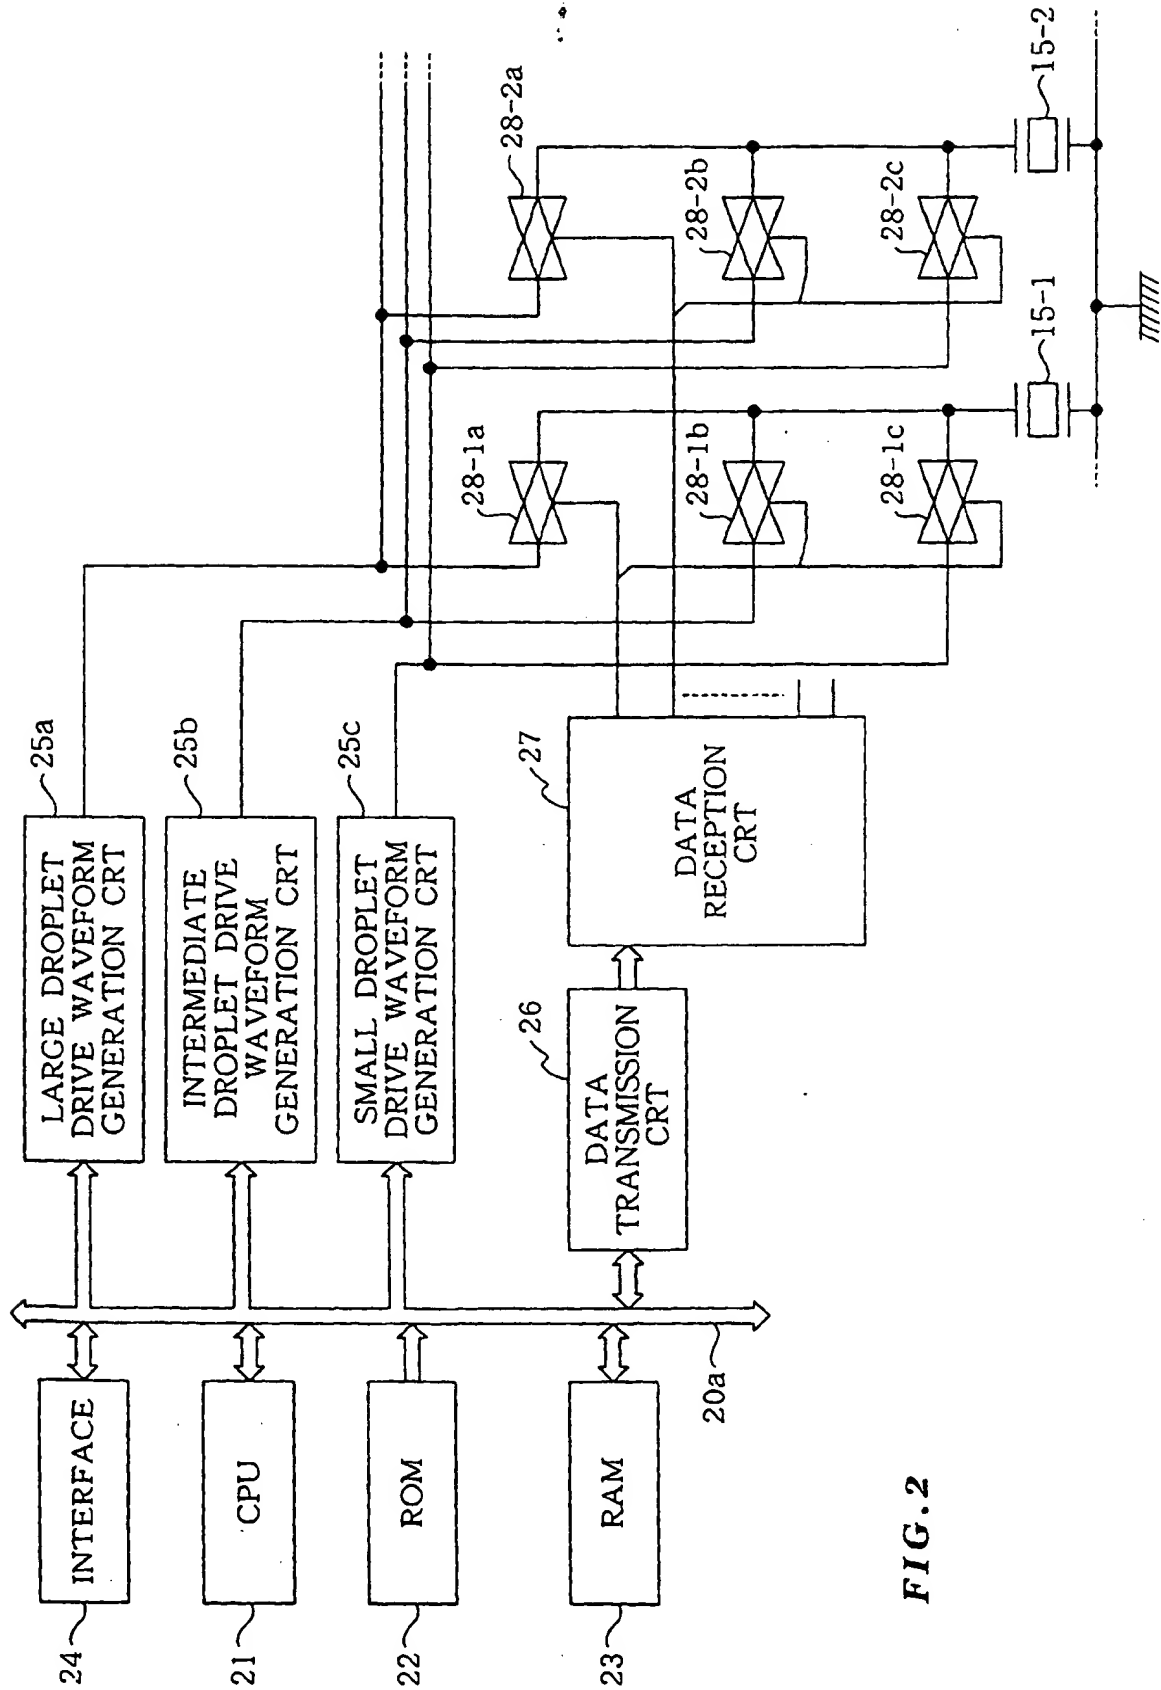 24
INTERFACE
21
CPU
22
ROM
23
RAM
20a
25a
LARGE DROPLET
DRIVE WAVEFORM
GENERATION CRT
25b
INTERMEDIATE
DROPLET DRIVE
WAVEFORM
GENERATION CRT
25c
SMALL DROPLET
DRIVE WAVEFORM
GENERATION CRT
26
DATA
TRANSMISSION
CRT
27
DATA
RECEPTION
CRT
28-1a
28-1b
28-1c
15-1
28-2a
28-2b
28-2c
15-2
FIG.2